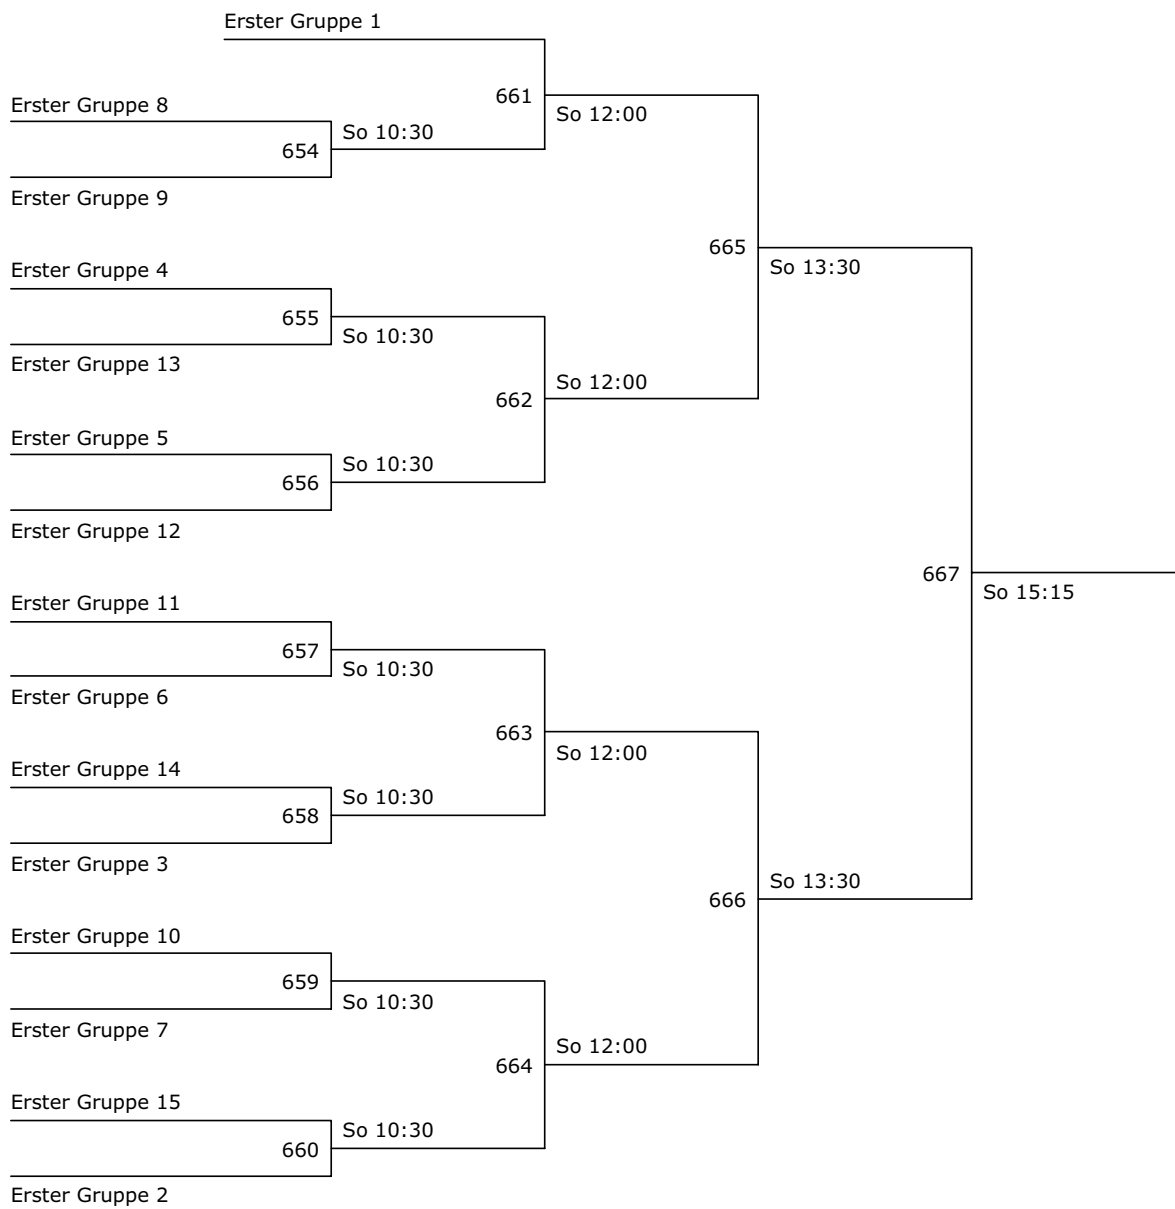 Erster Gruppe 1
661
So 12:00
Erster Gruppe 8
654
So 10:30
Erster Gruppe 9
665
So 13:30
Erster Gruppe 4
655
So 10:30
Erster Gruppe 13
662
So 12:00
Erster Gruppe 5
656
So 10:30
Erster Gruppe 12
667
So 15:15
Erster Gruppe 11
657
So 10:30
Erster Gruppe 6
663
So 12:00
Erster Gruppe 14
658
So 10:30
Erster Gruppe 3
666
So 13:30
Erster Gruppe 10
659
So 10:30
Erster Gruppe 7
664
So 12:00
Erster Gruppe 15
660
So 10:30
Erster Gruppe 2